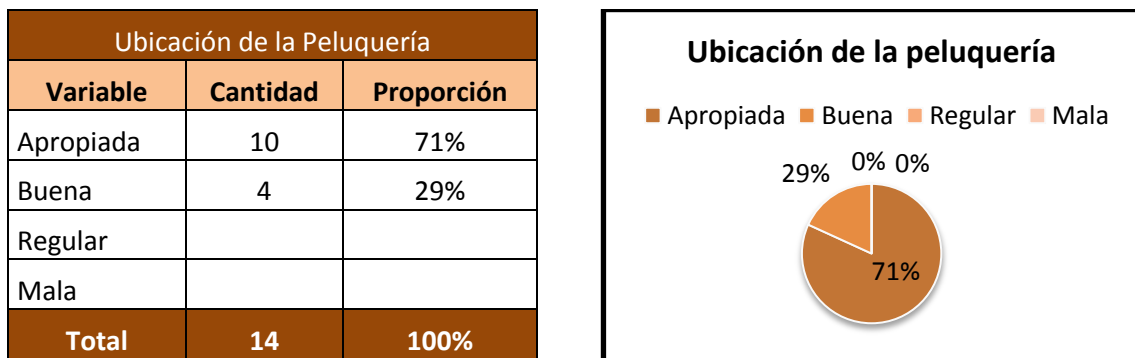 Ubicación de la Peluquería
Variable Cantidad Proporción
Apropiada 10 71%
Buena 4 29%
Regular
Mala
Total 14 100%
Ubicación de la peluquería
Apropiada Buena Regular Mala
29% 0% 0%
71%